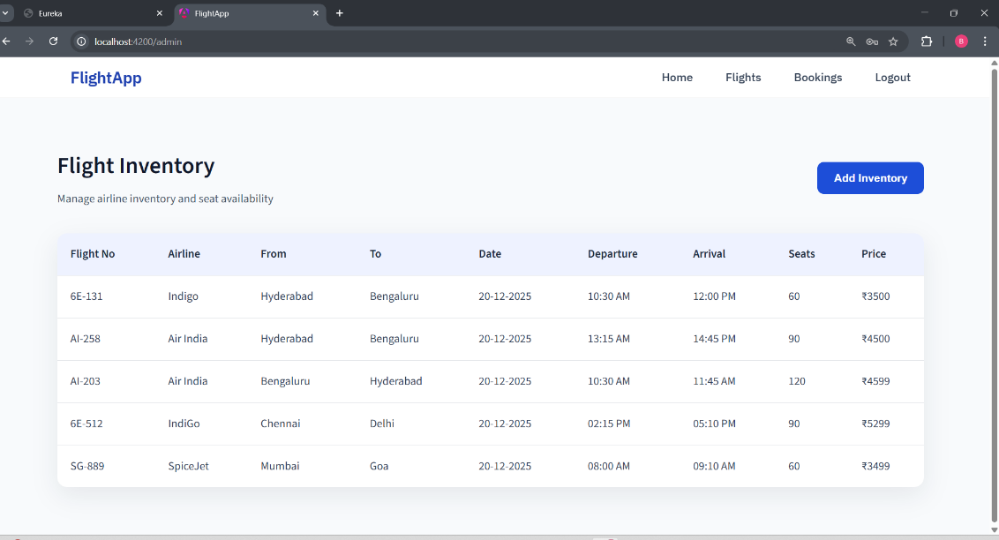 Eureka
FlightApp
localhost:4200/admin
B
FlightApp Home Flights Bookings Logout
Flight Inventory
Add Inventory
Manage airline inventory and seat availability
Flight No Airline From To Date Departure Arrival Seats Price
6E-131 Indigo Hyderabad Bengaluru 20-12-2025 10:30 AM 12:00 PM 60 ₹3500
AI-258 Air India Hyderabad Bengaluru 20-12-2025 13:15 AM 14:45 PM 90 ₹4500
AI-203 Air India Bengaluru Hyderabad 20-12-2025 10:30 AM 11:45 AM 120 ₹4599
6E-512 IndiGo Chennai Delhi 20-12-2025 02:15 PM 05:10 PM 90 ₹5299
SG-889 SpiceJet Mumbai Goa 20-12-2025 08:00 AM 09:10 AM 60 ₹3499